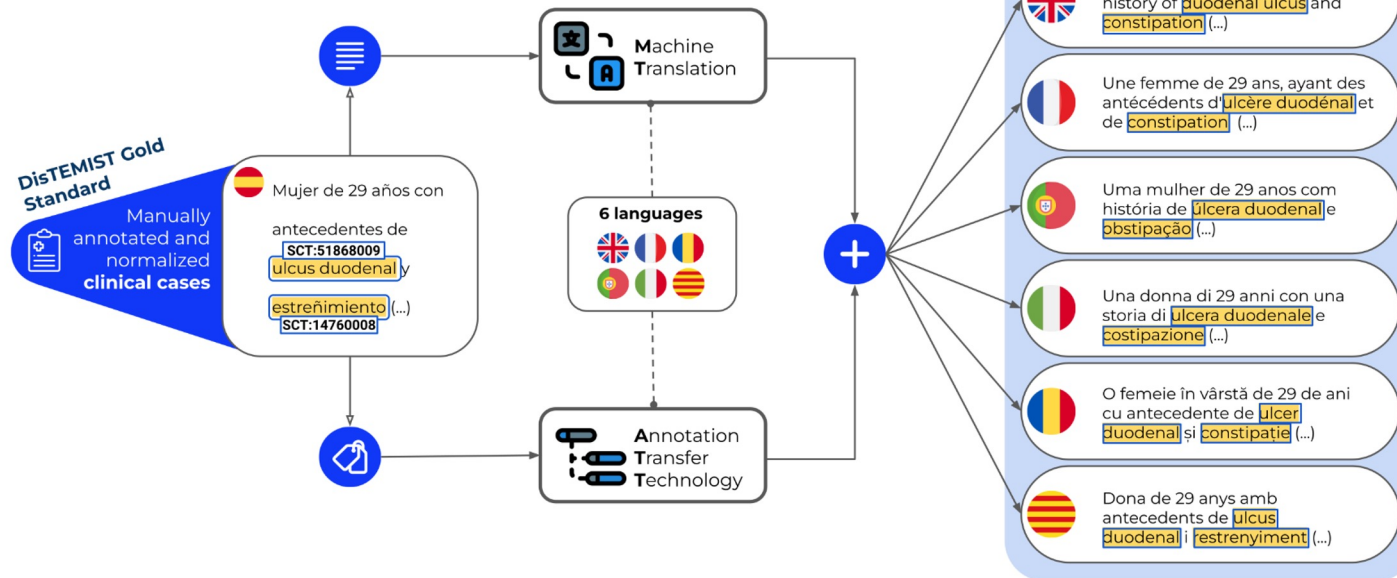 DisTEMIST Gold
Standard
Manually
annotated and
normalized
clinical cases
Mujer de 29 años con
antecedentes de
SCT:51868009
ulcus duodenal y
estreñimiento (...)
SCT:14760008
Machine
Translation
6 languages
Annotation
Transfer
Technology
history of duodenal ulcus and
constipation (...)
Une femme de 29 ans, ayant des
antécédents d'ulcère duodénal et
de constipation (...)
Uma mulher de 29 anos com
história de úlcera duodenal e
obstipação (...)
Una donna di 29 anni con una
storia di ulcera duodenale e
costipazione (...)
O femeie în vârstă de 29 de ani
cu antecedente de ulcer
duodenal și constipație (...)
Dona de 29 anys amb
antecedents de ulcus
duodenal i restrenyiment (...)